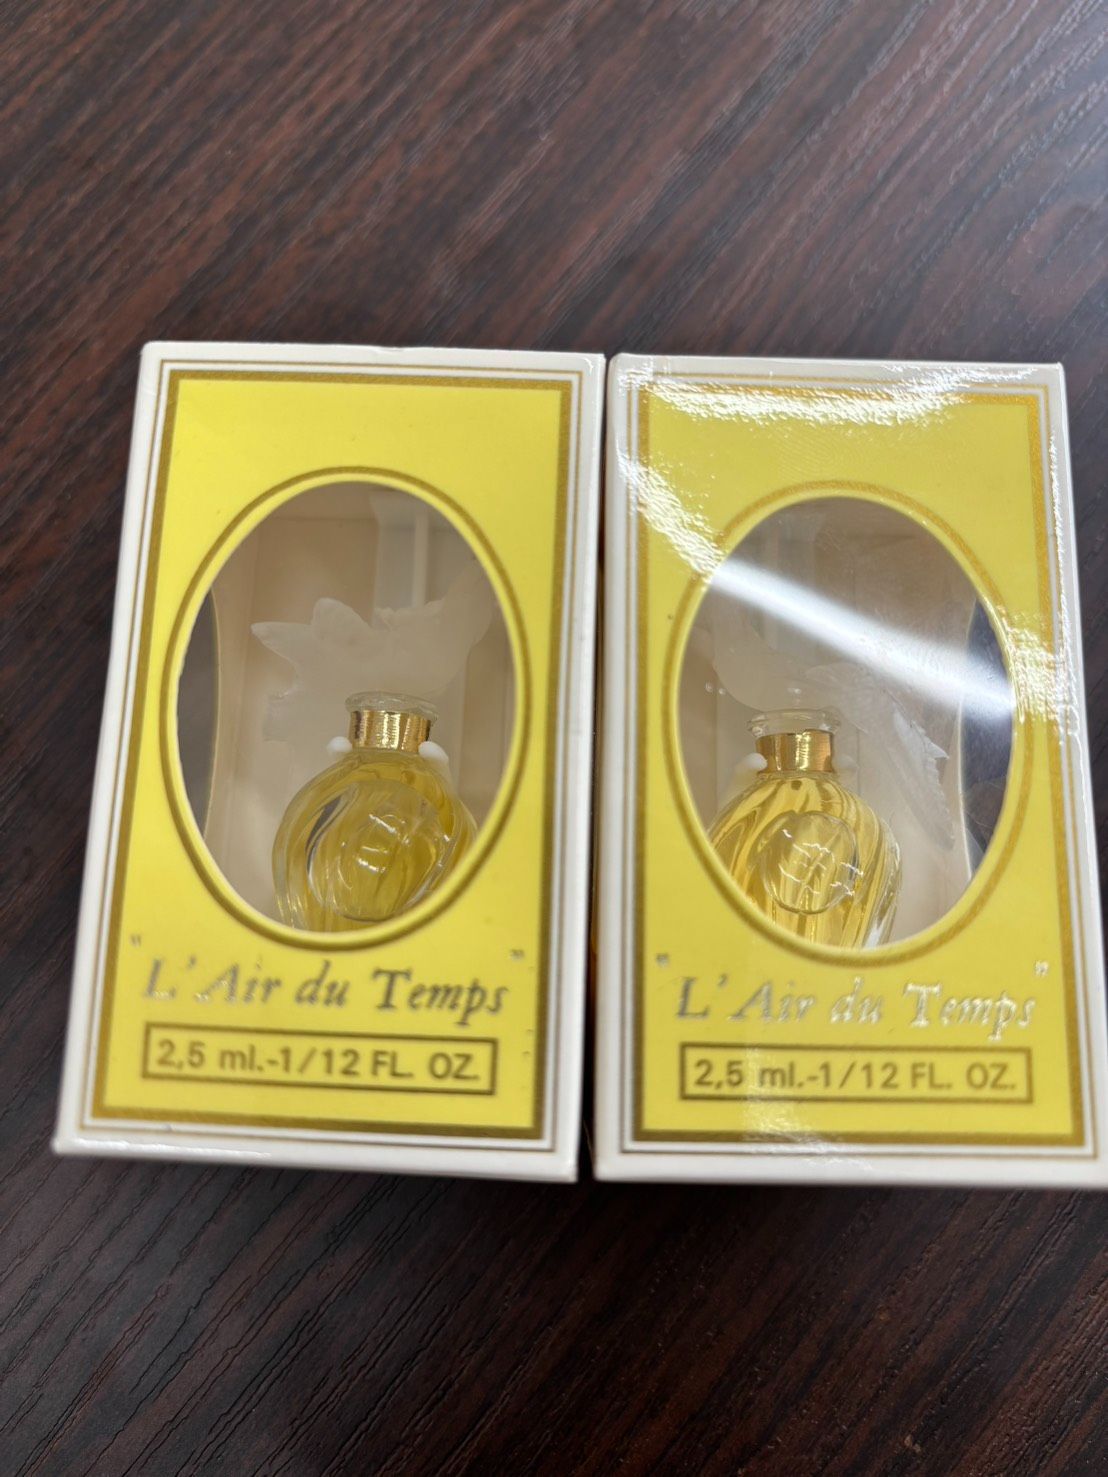 "L'Air du Temps"
2,5 ml.-1/12 FL. OZ.
"L'Air du Temps"
2,5 ml.-1/12 FL. OZ.